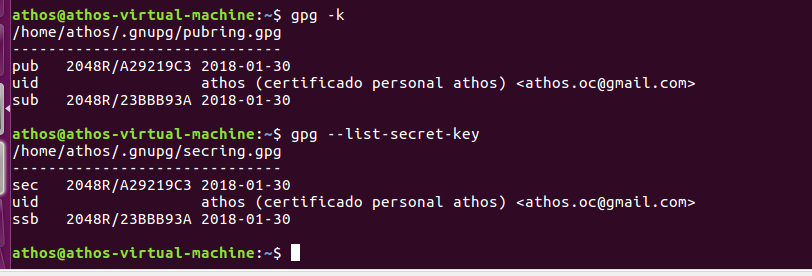 athos@athos-virtual-machine:~$ gpg -k
/home/athos/.gnupg/pubring.gpg
------------------------------
pub   2048R/A29219C3 2018-01-30
uid                  athos (certificado personal athos) <athos.oc@gmail.com>
sub   2048R/23BBB93A 2018-01-30
athos@athos-virtual-machine:~$ gpg --list-secret-key
/home/athos/.gnupg/secring.gpg
------------------------------
sec   2048R/A29219C3 2018-01-30
uid                  athos (certificado personal athos) <athos.oc@gmail.com>
ssb   2048R/23BBB93A 2018-01-30
athos@athos-virtual-machine:~$